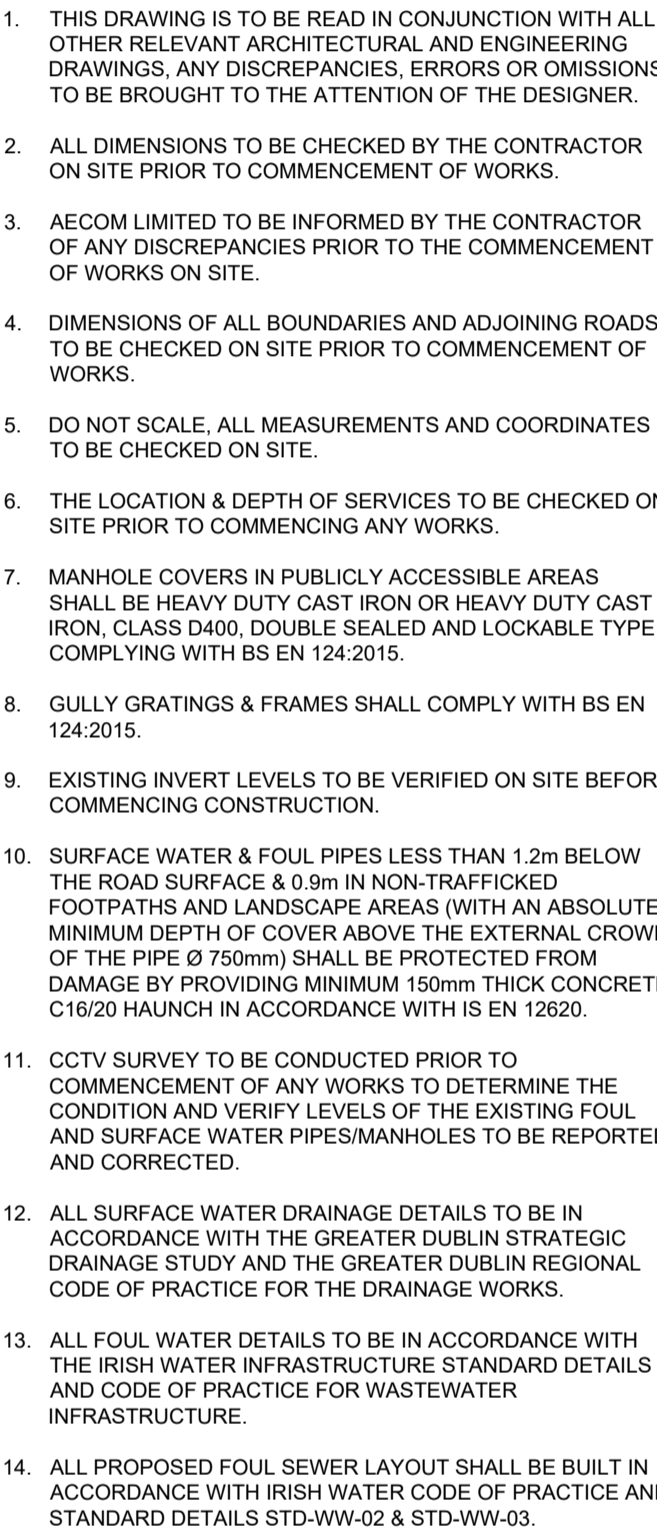 1. THIS DRAWING IS TO BE READ IN CONJUNCTION WITH ALL
OTHER RELEVANT ARCHITECTURAL AND ENGINEERING
DRAWINGS, ANY DISCREPANCIES, ERRORS OR OMISSIONS
TO BE BROUGHT TO THE ATTENTION OF THE DESIGNER.
2. ALL DIMENSIONS TO BE CHECKED BY THE CONTRACTOR
ON SITE PRIOR TO COMMENCEMENT OF WORKS.
3. AECOM LIMITED TO BE INFORMED BY THE CONTRACTOR
OF ANY DISCREPANCIES PRIOR TO THE COMMENCEMENT
OF WORKS ON SITE.
4. DIMENSIONS OF ALL BOUNDARIES AND ADJOINING ROADS
TO BE CHECKED ON SITE PRIOR TO COMMENCEMENT OF
WORKS.
5. DO NOT SCALE, ALL MEASUREMENTS AND COORDINATES
TO BE CHECKED ON SITE.
6. THE LOCATION & DEPTH OF SERVICES TO BE CHECKED ON
SITE PRIOR TO COMMENCING ANY WORKS.
7. MANHOLE COVERS IN PUBLICLY ACCESSIBLE AREAS
SHALL BE HEAVY DUTY CAST IRON OR HEAVY DUTY CAST
IRON, CLASS D400, DOUBLE SEALED AND LOCKABLE TYPE
COMPLYING WITH BS EN 124:2015.
8. GULLY GRATINGS & FRAMES SHALL COMPLY WITH BS EN
124:2015.
9. EXISTING INVERT LEVELS TO BE VERIFIED ON SITE BEFOR
COMMENCING CONSTRUCTION.
10. SURFACE WATER & FOUL PIPES LESS THAN 1.2m BELOW
THE ROAD SURFACE & 0.9m IN NON-TRAFFICKED
FOOTPATHS AND LANDSCAPE AREAS (WITH AN ABSOLUTE
MINIMUM DEPTH OF COVER ABOVE THE EXTERNAL CROWN
OF THE PIPE Ø 750mm) SHALL BE PROTECTED FROM
DAMAGE BY PROVIDING MINIMUM 150mm THICK CONCRETE
C16/20 HAUNCH IN ACCORDANCE WITH IS EN 12620.
11. CCTV SURVEY TO BE CONDUCTED PRIOR TO
COMMENCEMENT OF ANY WORKS TO DETERMINE THE
CONDITION AND VERIFY LEVELS OF THE EXISTING FOUL
AND SURFACE WATER PIPES/MANHOLES TO BE REPORTED
AND CORRECTED.
12. ALL SURFACE WATER DRAINAGE DETAILS TO BE IN
ACCORDANCE WITH THE GREATER DUBLIN STRATEGIC
DRAINAGE STUDY AND THE GREATER DUBLIN REGIONAL
CODE OF PRACTICE FOR THE DRAINAGE WORKS.
13. ALL FOUL WATER DETAILS TO BE IN ACCORDANCE WITH
THE IRISH WATER INFRASTRUCTURE STANDARD DETAILS
AND CODE OF PRACTICE FOR WASTEWATER
INFRASTRUCTURE.
14. ALL PROPOSED FOUL SEWER LAYOUT SHALL BE BUILT IN
ACCORDANCE WITH IRISH WATER CODE OF PRACTICE AND
STANDARD DETAILS STD-WW-02 & STD-WW-03.